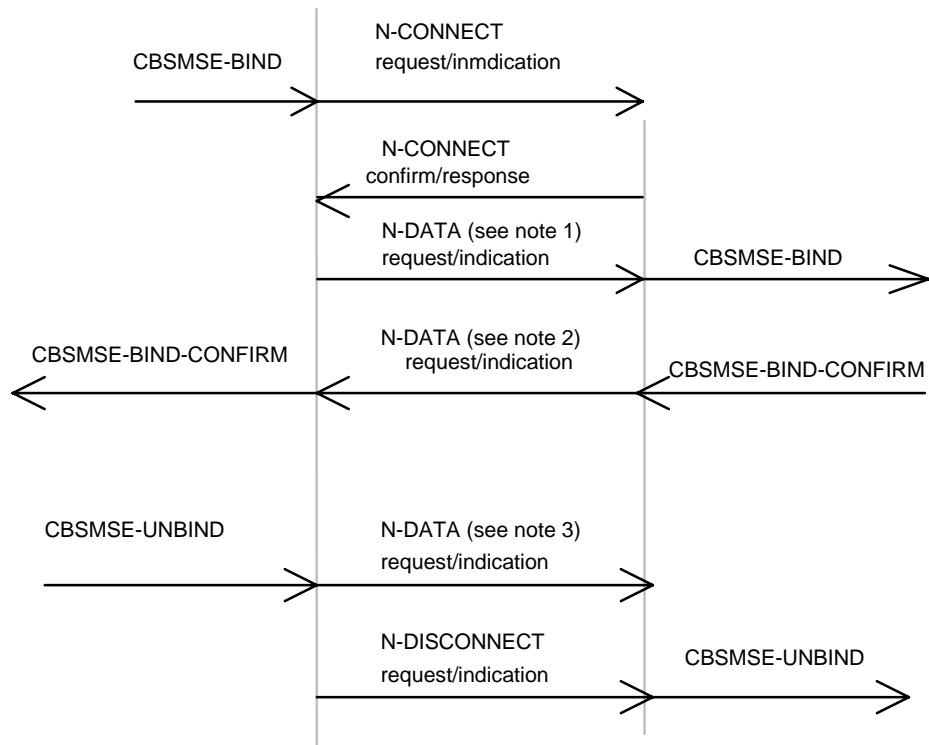 N-CONNECT
CBSMSE-BIND
request/inmdication
N-CONNECT
confirm/response
N-DATA (see note 1)
request/indication
CBSMSE-BIND
CBSMSE-BIND-CONFIRM
N-DATA (see note 2)
request/indication
CBSMSE-BIND-CONFIRM
CBSMSE-UNBIND
N-DATA (see note 3)
request/indication
N-DISCONNECT
request/indication
CBSMSE-UNBIND